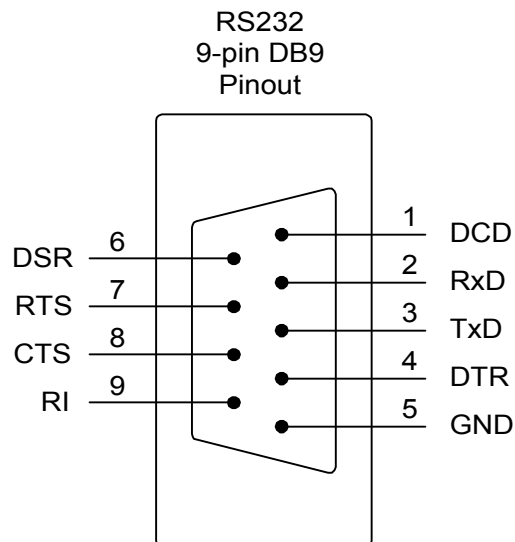 RS232
9-pin DB9
Pinout
1 DCD
DSR 6
2 RxD
RTS 7
3 TxD
CTS 8
4 DTR
RI 9
5 GND